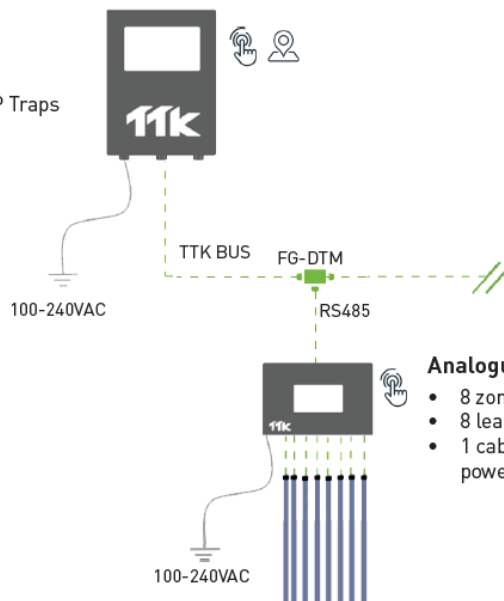 P Traps
TTK
TTK BUS
FG-DTM
100-240VAC
RS485
Analogu
8 zon
8 lea
1 cab
powe
TTK
100-240VAC